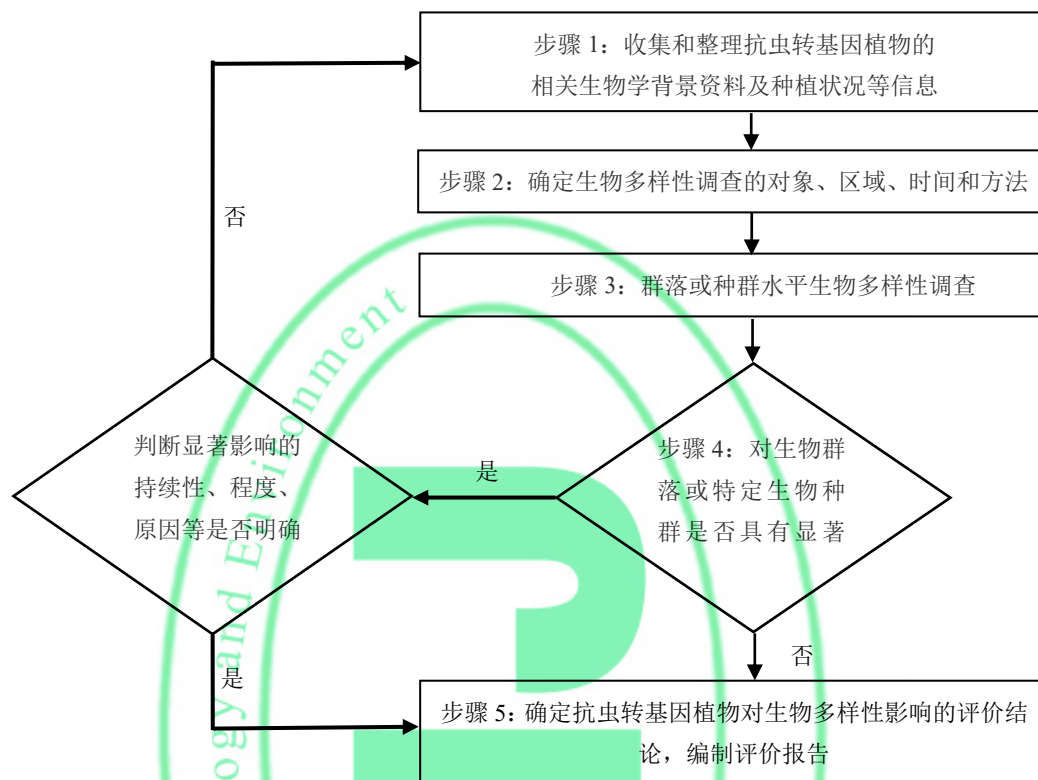 步骤 1：收集和整理抗虫转基因植物的
相关生物学背景资料及种植状况等信息
步骤 2：确定生物多样性调查的对象、区域、时间和方法
否
步骤 3：群落或种群水平生物多样性调查
判断显著影响的
持续性、程度、
原因等是否明确
是
步骤 4：对生物群
落或特定生物种
群是否具有显著
是
否
步骤 5：确定抗虫转基因植物对生物多样性影响的评价结
论，编制评价报告
ogy and Environment